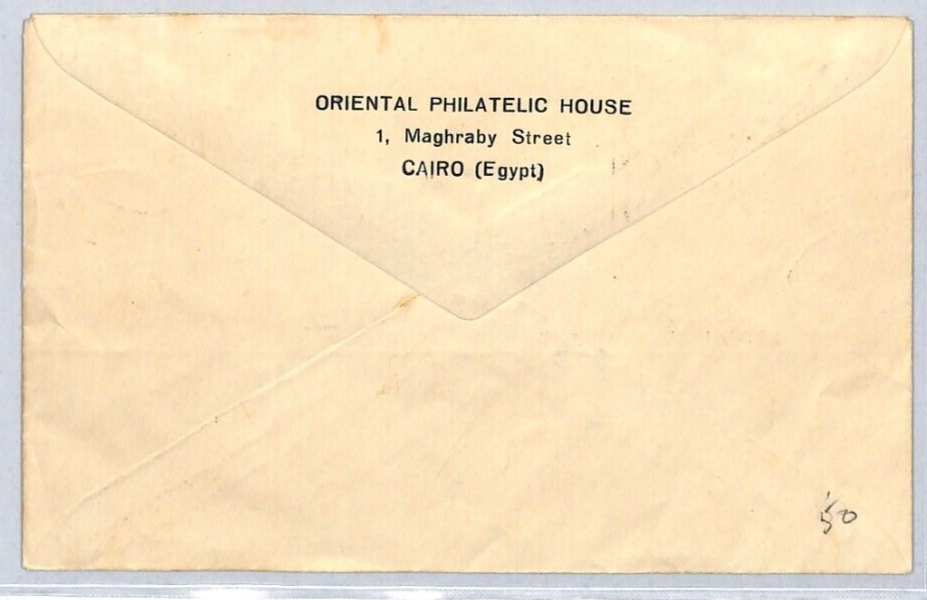 ORIENTAL PHILATELIC HOUSE
1, Maghraby Street
CAIRO (Egypt)
50